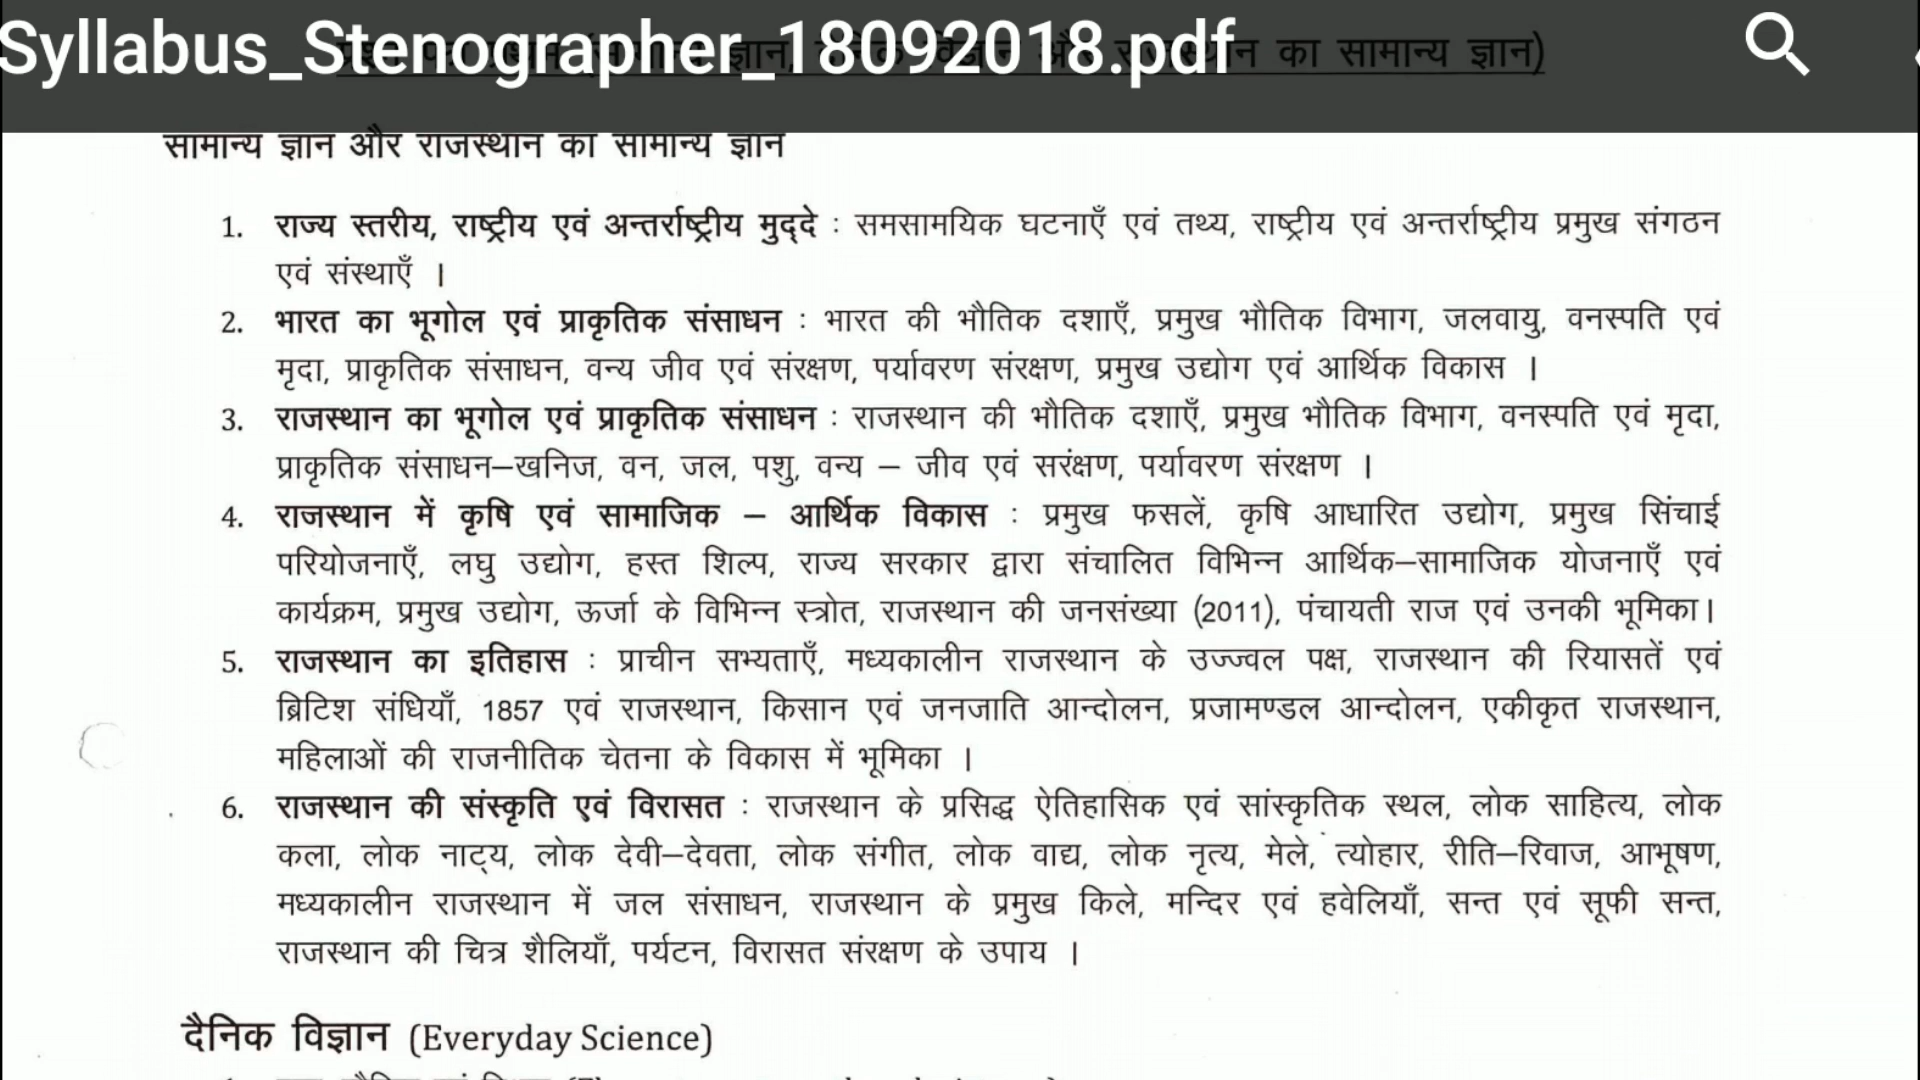 Syllabus_Stenographer_18092018.pdf
का सामान्य ज्ञान)
सामान्य ज्ञान और राजस्थान का सामान्य ज्ञान
1. राज्य स्तरीय, राष्ट्रीय एवं अन्तर्राष्ट्रीय मुद्दे : समसामयिक घटनाएँ एवं तथ्य, राष्ट्रीय एवं अन्तर्राष्ट्रीय प्रमुख संगठन
एवं संस्थाएँ ।
2. भारत का भूगोल एवं प्राकृतिक संसाधन : भारत की भौतिक दशाएँ, प्रमुख भौतिक विभाग, जलवायु, वनस्पति एवं
मृदा, प्राकृतिक संसाधन, वन्य जीव एवं संरक्षण, पर्यावरण संरक्षण, प्रमुख उद्योग एवं आर्थिक विकास ।
3. राजस्थान का भूगोल एवं प्राकृतिक संसाधन : राजस्थान की भौतिक दशाएँ, प्रमुख भौतिक विभाग, वनस्पति एवं मृदा,
प्राकृतिक संसाधन–खनिज, वन, जल, पशु, वन्य – जीव एवं सरंक्षण, पर्यावरण संरक्षण ।
4. राजस्थान में कृषि एवं सामाजिक – आर्थिक विकास : प्रमुख फसलें, कृषि आधारित उद्योग, प्रमुख सिंचाई
परियोजनाएँ, लघु उद्योग, हस्त शिल्प, राज्य सरकार द्वारा संचालित विभिन्न आर्थिक–सामाजिक योजनाएँ एवं
कार्यक्रम, प्रमुख उद्योग, ऊर्जा के विभिन्न स्त्रोत, राजस्थान की जनसंख्या (2011), पंचायती राज एवं उनकी भूमिका।
5. राजस्थान का इतिहास : प्राचीन सभ्यताएँ, मध्यकालीन राजस्थान के उज्ज्वल पक्ष, राजस्थान की रियासतें एवं
ब्रिटिश संधियाँ, 1857 एवं राजस्थान, किसान एवं जनजाति आन्दोलन, प्रजामण्डल आन्दोलन, एकीकृत राजस्थान,
महिलाओं की राजनीतिक चेतना के विकास में भूमिका ।
6. राजस्थान की संस्कृति एवं विरासत : राजस्थान के प्रसिद्ध ऐतिहासिक एवं सांस्कृतिक स्थल, लोक साहित्य, लोक
कला, लोक नाट्य, लोक देवी–देवता, लोक संगीत, लोक वाद्य, लोक नृत्य, मेले, त्योहार, रीति–रिवाज, आभूषण,
मध्यकालीन राजस्थान में जल संसाधन, राजस्थान के प्रमुख किले, मन्दिर एवं हवेलियाँ, सन्त एवं सूफी सन्त,
राजस्थान की चित्र शैलियाँ, पर्यटन, विरासत संरक्षण के उपाय ।
दैनिक विज्ञान (Everyday Science)